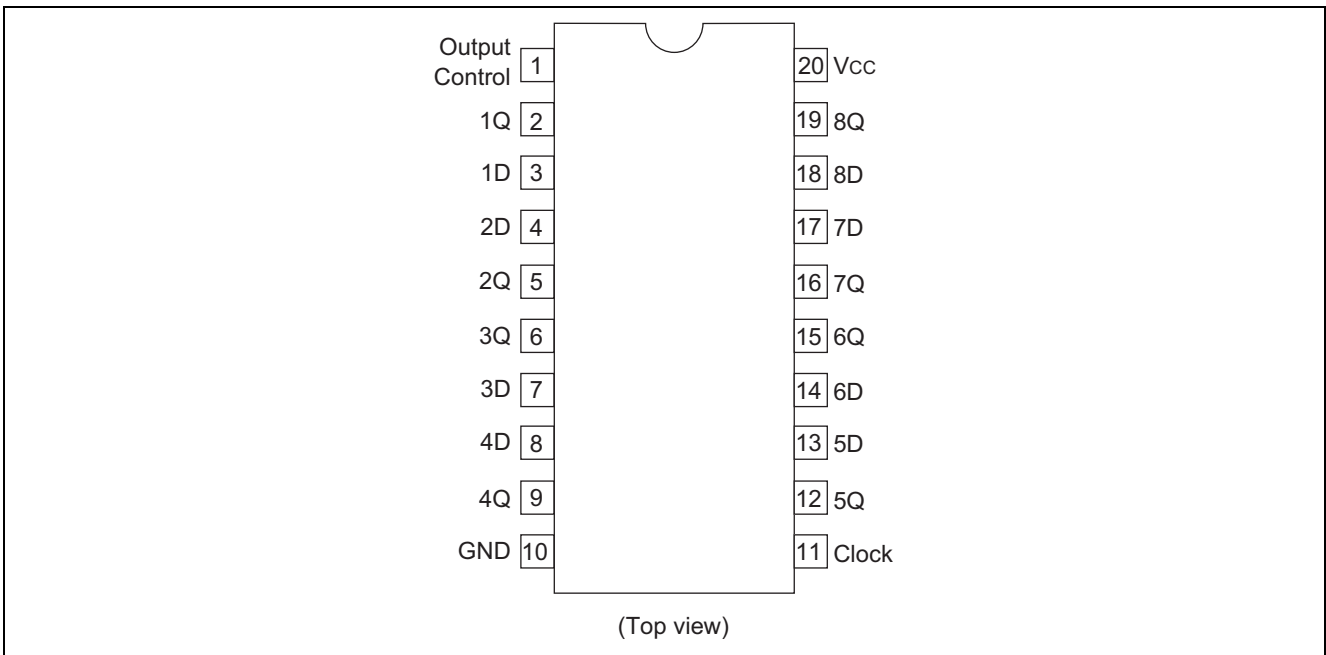 Output
Control 1
1Q 2
1D 3
2D 4
2Q 5
3Q 6
3D 7
4D 8
4Q 9
GND 10
20 Vcc
19 8Q
18 8D
17 7D
16 7Q
15 6Q
14 6D
13 5D
12 5Q
11 Clock
(Top view)